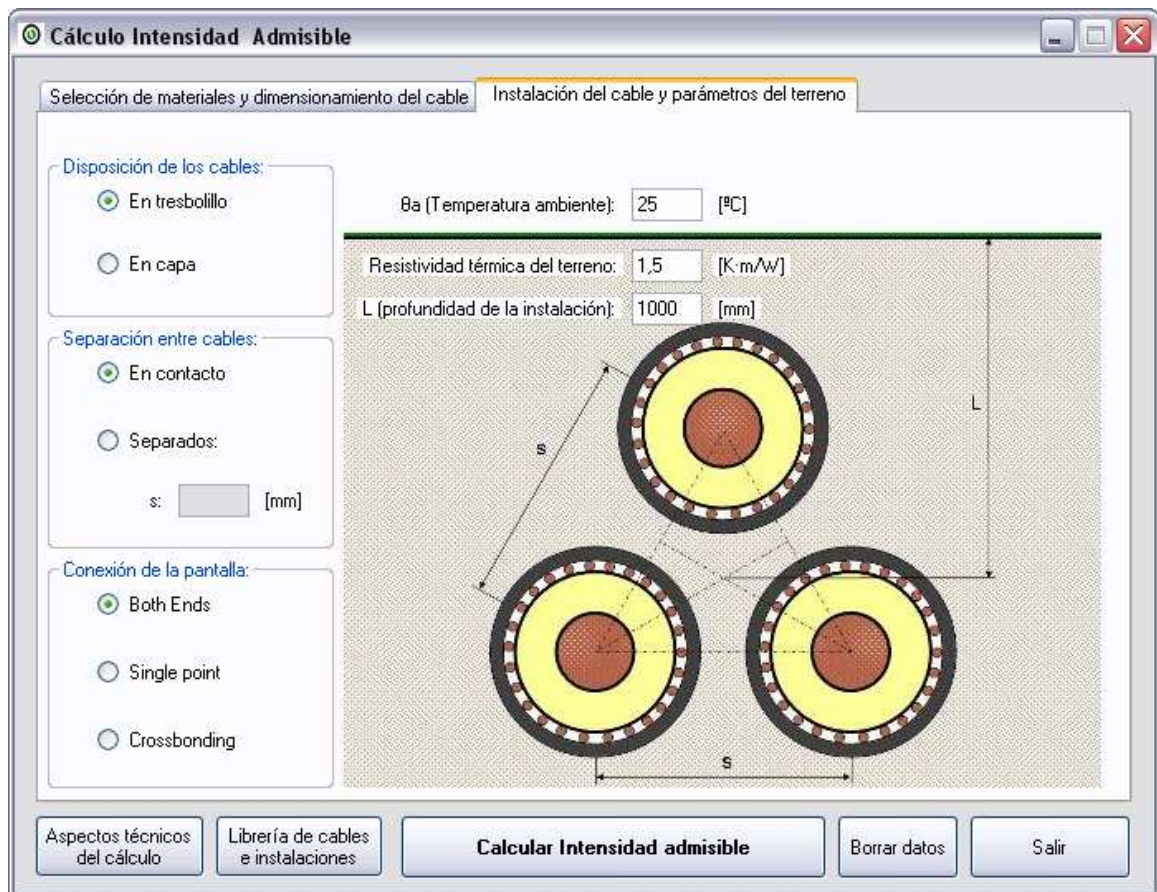 Cálculo Intensidad Admisible
Selección de materiales y dimensionamiento del cable
Instalación del cable y parámetros del terreno
Disposición de los cables:
En tresbolillo
En capa
Separación entre cables:
En contacto
Separados:
s: [mm]
Conexión de la pantalla:
Both Ends
Single point
Crossbonding
θa (Temperatura ambiente): 25 [ºC]
Resistividad térmica del terreno: 1,5 [K·m/W]
L (profundidad de la instalación): 1000 [mm]
L
s
s
Aspectos técnicos
del cálculo
Librería de cables
e instalaciones
Calcular Intensidad admisible
Borrar datos
Salir